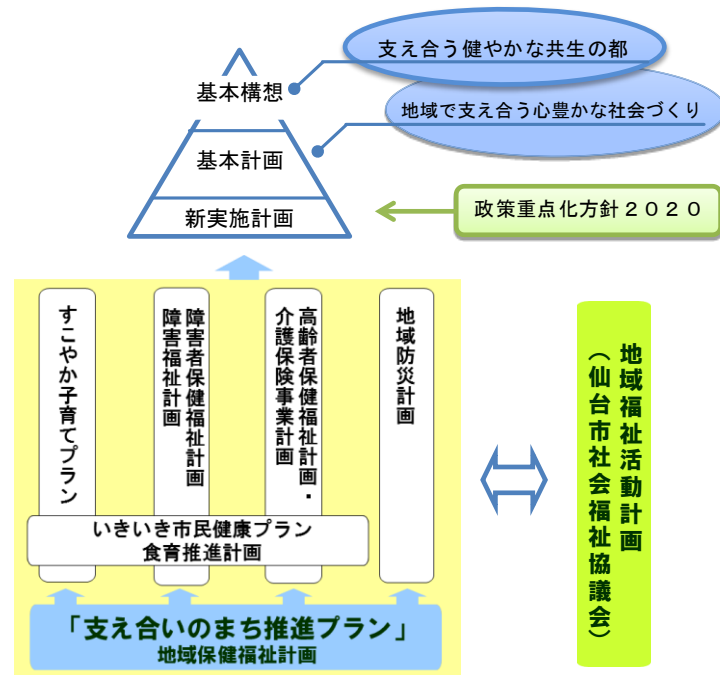 支え合う健やかな共生の都
基本構想
地域で支え合う心豊かな社会づくり
基本計画
政策重点化方針２０２０
新実施計画
すこやか子育てプラン
障害者保健福祉計画
障害福祉計画
高齢者保健福祉計画・
介護保険事業計画
地域防災計画
いきいき市民健康プラン
食育推進計画
「支え合いのまち推進プラン」
地域保健福祉計画
地域福祉活動計画
（仙台市社会福祉協議会）